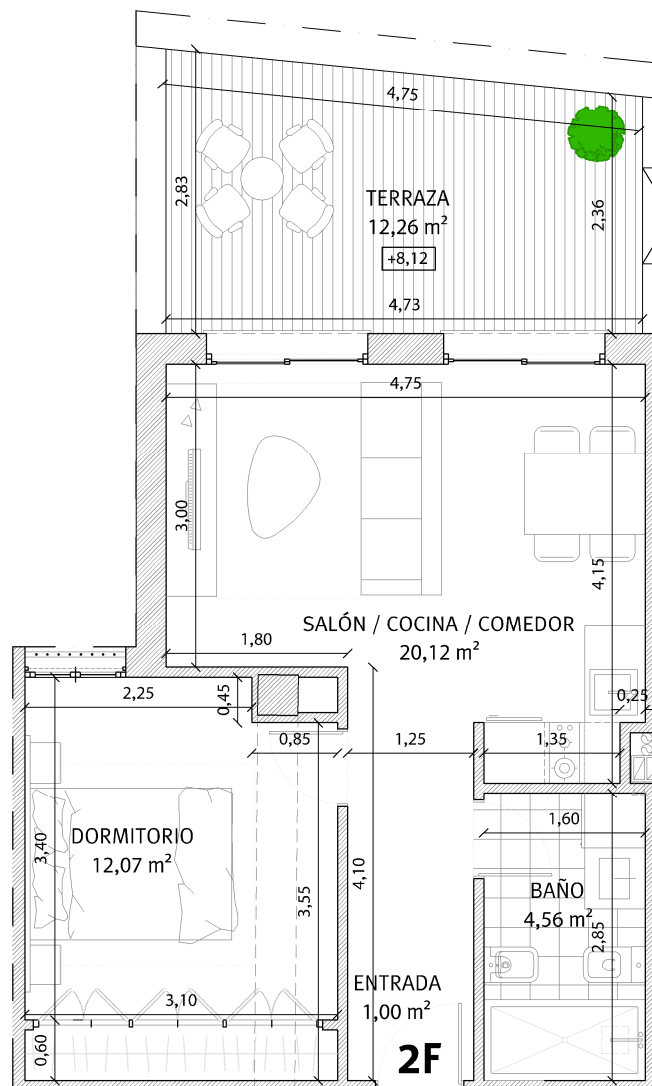 4,75
2,83
TERRAZA
12,26 m²
+8,12
2,36
4,73
4,75
3,00
4,15
SALÓN / COCINA / COMEDOR
20,12 m²
1,80
2,25
0,45
0,25
0,85
1,25
1,35
1,60
DORMITORIO
12,07 m²
3,40
4,10
3,55
BAÑO
4,56 m²
2,85
ENTRADA
1,00 m²
3,10
0,60
2F